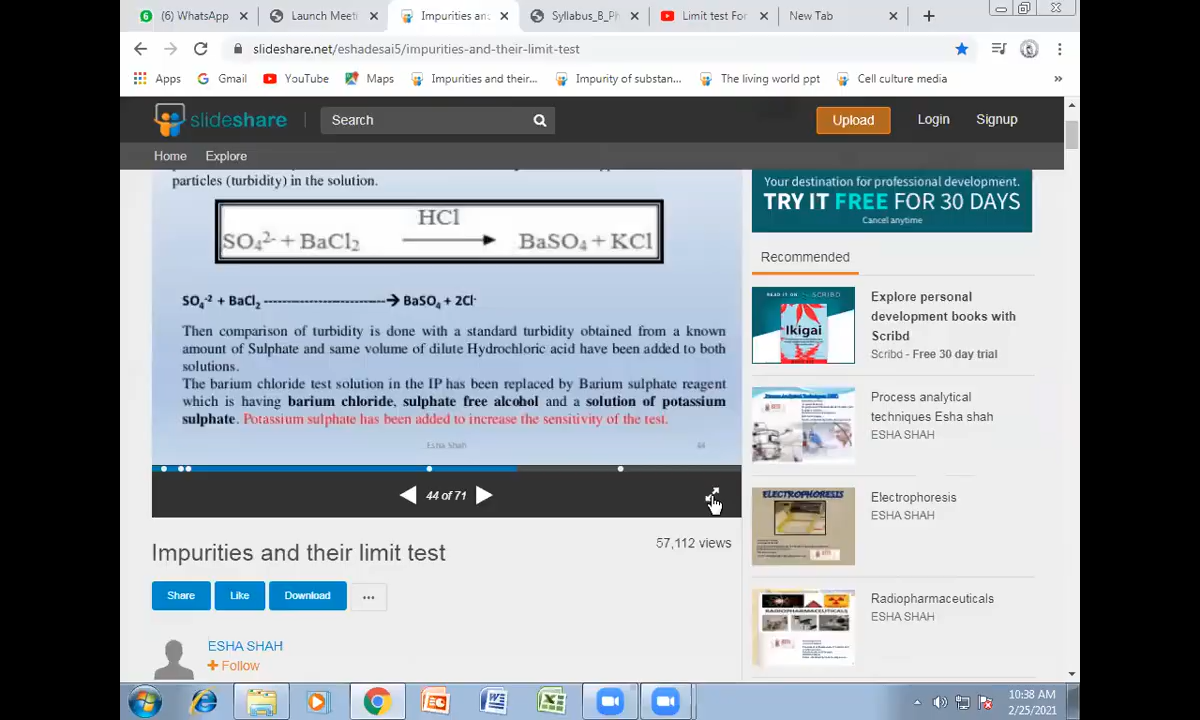 (6) WhatsApp
Launch Meeti
Impurities an
Syllabus_B_Ph
Limit test For
New Tab
slideshare.net/eshadesai5/impurities-and-their-limit-test
Apps
Gmail
YouTube
Maps
Impurities and their...
Impurity of substan...
The living world ppt
Cell culture media
»
slideshare
Search
Upload
Login
Signup
Home
Explore
particles (turbidity) in the solution.
HCl
SO₄²⁻ + BaCl₂ ⟶ BaSO₄ + KCl
SO₄⁻² + BaCl₂ ----------------------------→ BaSO₄ + 2Cl⁻
Then comparison of turbidity is done with a standard turbidity obtained from a known
amount of Sulphate and same volume of dilute Hydrochloric acid have been added to both
solutions.
The barium chloride test solution in the IP has been replaced by Barium sulphate reagent
which is having barium chloride, sulphate free alcohol and a solution of potassium
sulphate. Potassium sulphate has been added to increase the sensitivity of the test.
Esha Shah
44 of 71
Impurities and their limit test
57,112 views
Share
Like
Download
...
ESHA SHAH
+ Follow
Your destination for professional development.
TRY IT FREE FOR 30 DAYS
Cancel anytime
Recommended
READ IT ON SCRIBD
Ikigai
Explore personal
development books with
Scribd
Scribd - Free 30 day trial
Process analytical
techniques Esha shah
ESHA SHAH
ELECTROPHORESIS
Electrophoresis
ESHA SHAH
RADIOPHARMACEUTICALS
Radiopharmaceuticals
ESHA SHAH
10:38 AM
2/25/2021